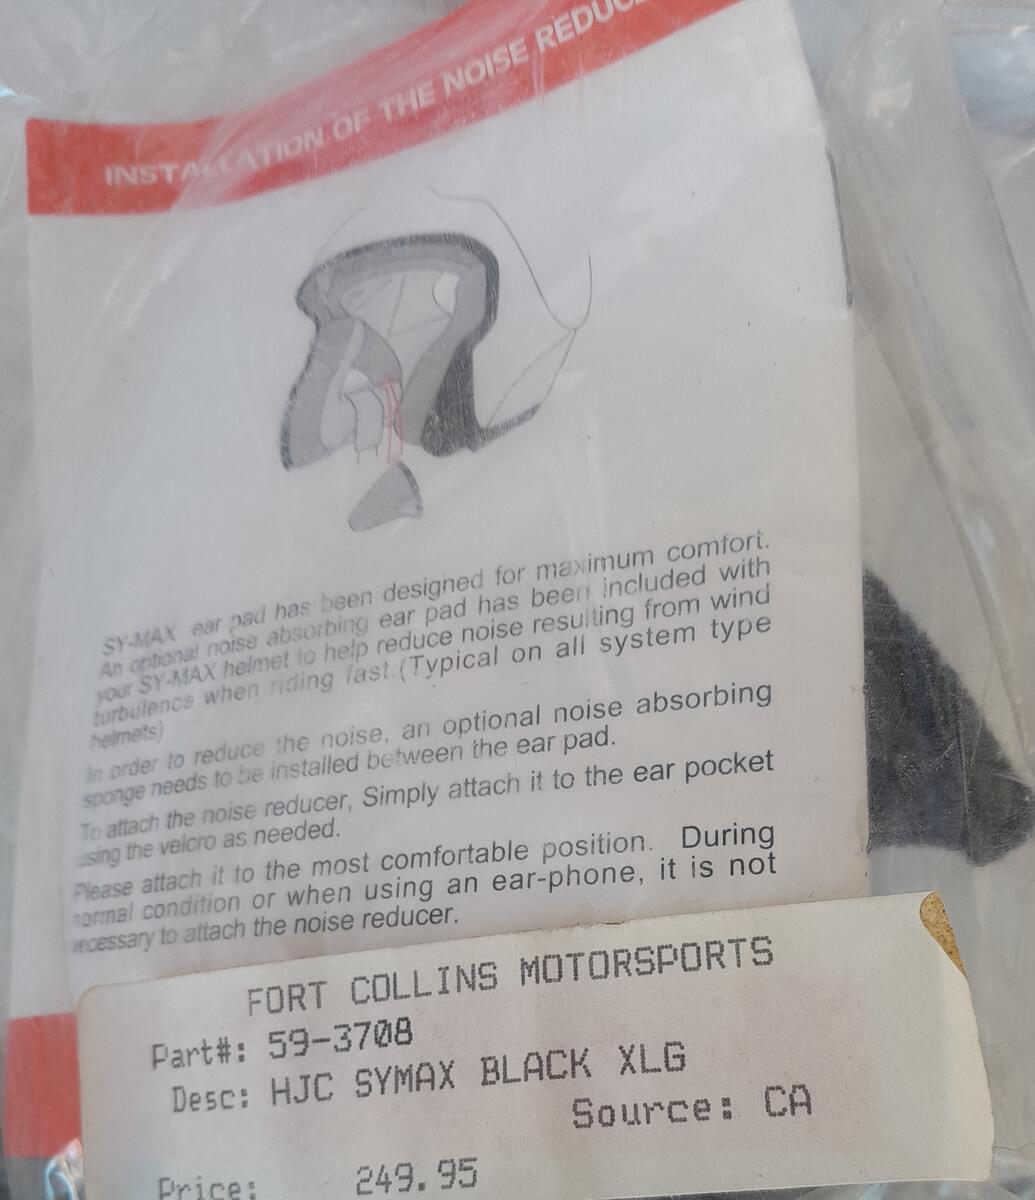 INSTALLATION OF THE NOISE
SY-MAX ear pad has been designed for maximum comfort.
An optional noise absorbing ear pad has been included with
your SY-MAX helmet to help reduce noise resulting from wind
turbulence when riding fast.(Typical on all system type
helmets)
In order to reduce the noise, an optional noise absorbing
sponge needs to be installed between the ear pad.
To attach the noise reducer, Simply attach it to the ear pocket
using the velcro as needed.
Please attach it to the most comfortable position. During
normal condition or when using an ear-phone, it is not
necessary to attach the noise reducer.
FORT COLLINS MOTORSPORTS
Part#: 59-3708
Desc: HJC SYMAX BLACK XLG
Source: CA
Price: 249.95